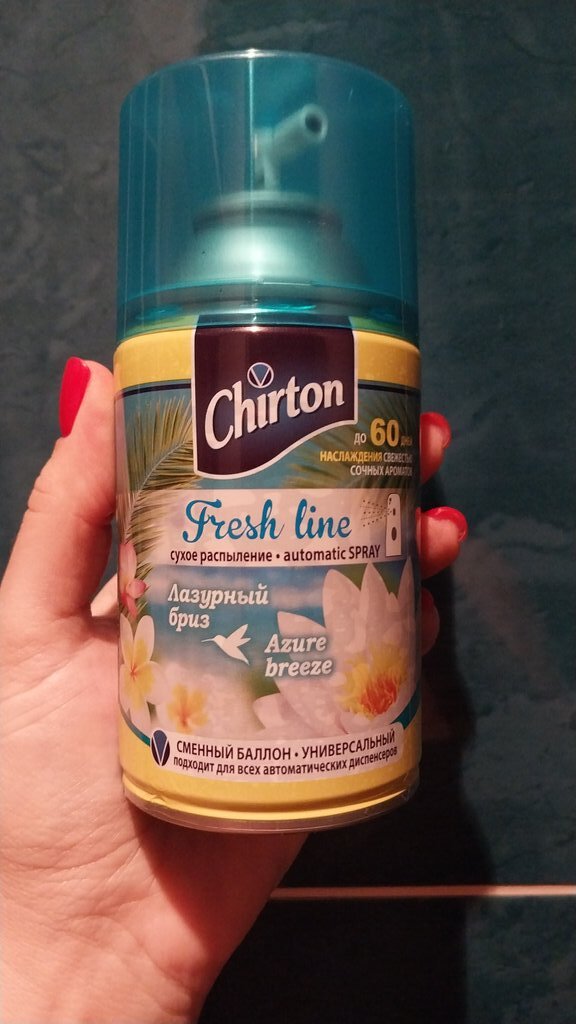 Chirton
до 60 дней
НАСЛАЖДЕНИЯ СВЕЖЕСТЬЮ
СОЧНЫХ АРОМАТОВ
Fresh line
сухое распыление • automatic SPRAY
Лазурный
бриз
Azure
breeze
СМЕННЫЙ БАЛЛОН • УНИВЕРСАЛЬНЫЙ
подходит для всех автоматических диспенсеров